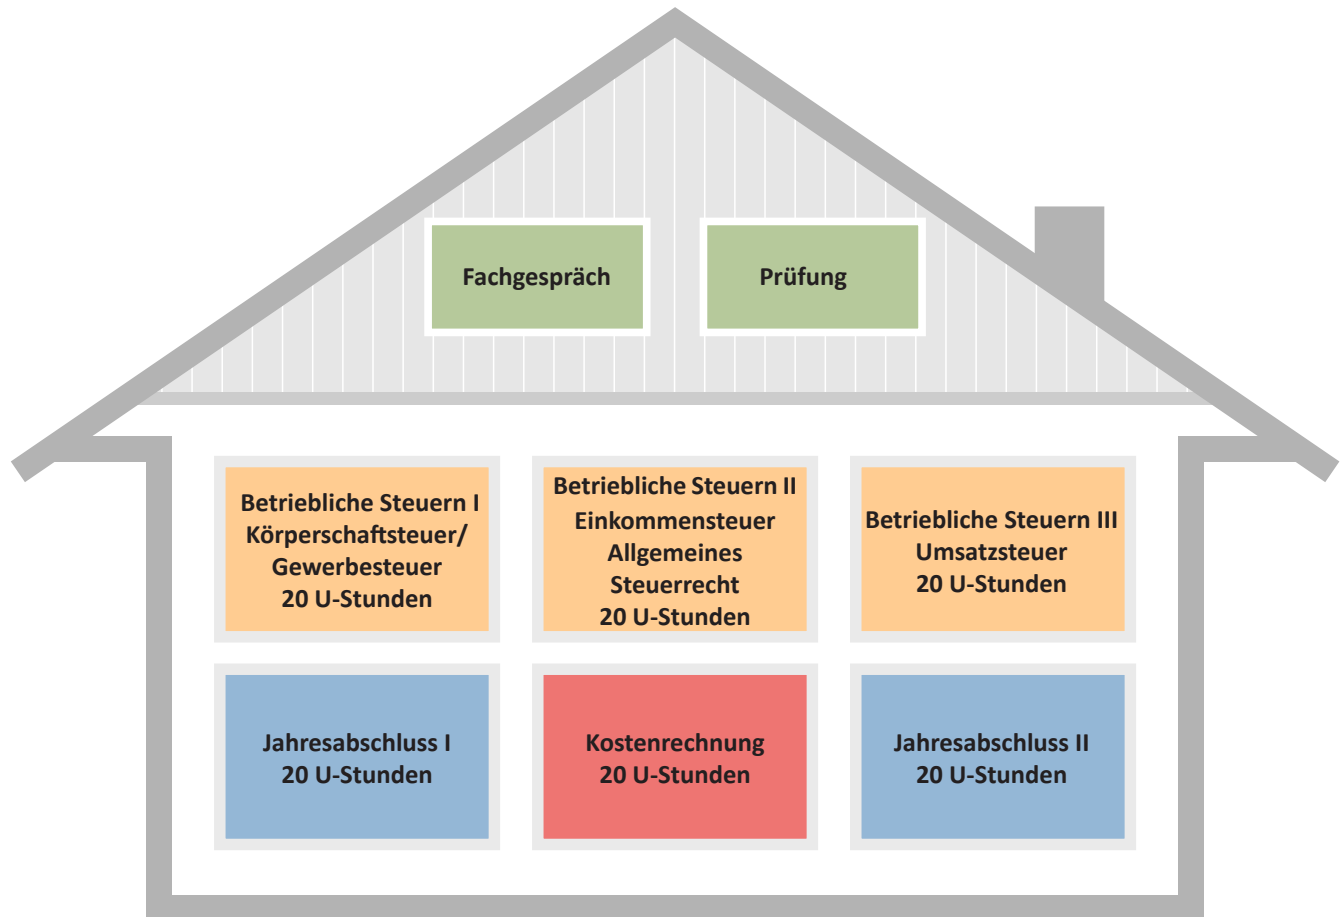 Fachgespräch
Prüfung
Betriebliche Steuern I
Körperschaftsteuer/
Gewerbesteuer
20 U-Stunden
Betriebliche Steuern II
Einkommensteuer
Allgemeines
Steuerrecht
20 U-Stunden
Betriebliche Steuern III
Umsatzsteuer
20 U-Stunden
Jahresabschluss I
20 U-Stunden
Kostenrechnung
20 U-Stunden
Jahresabschluss II
20 U-Stunden